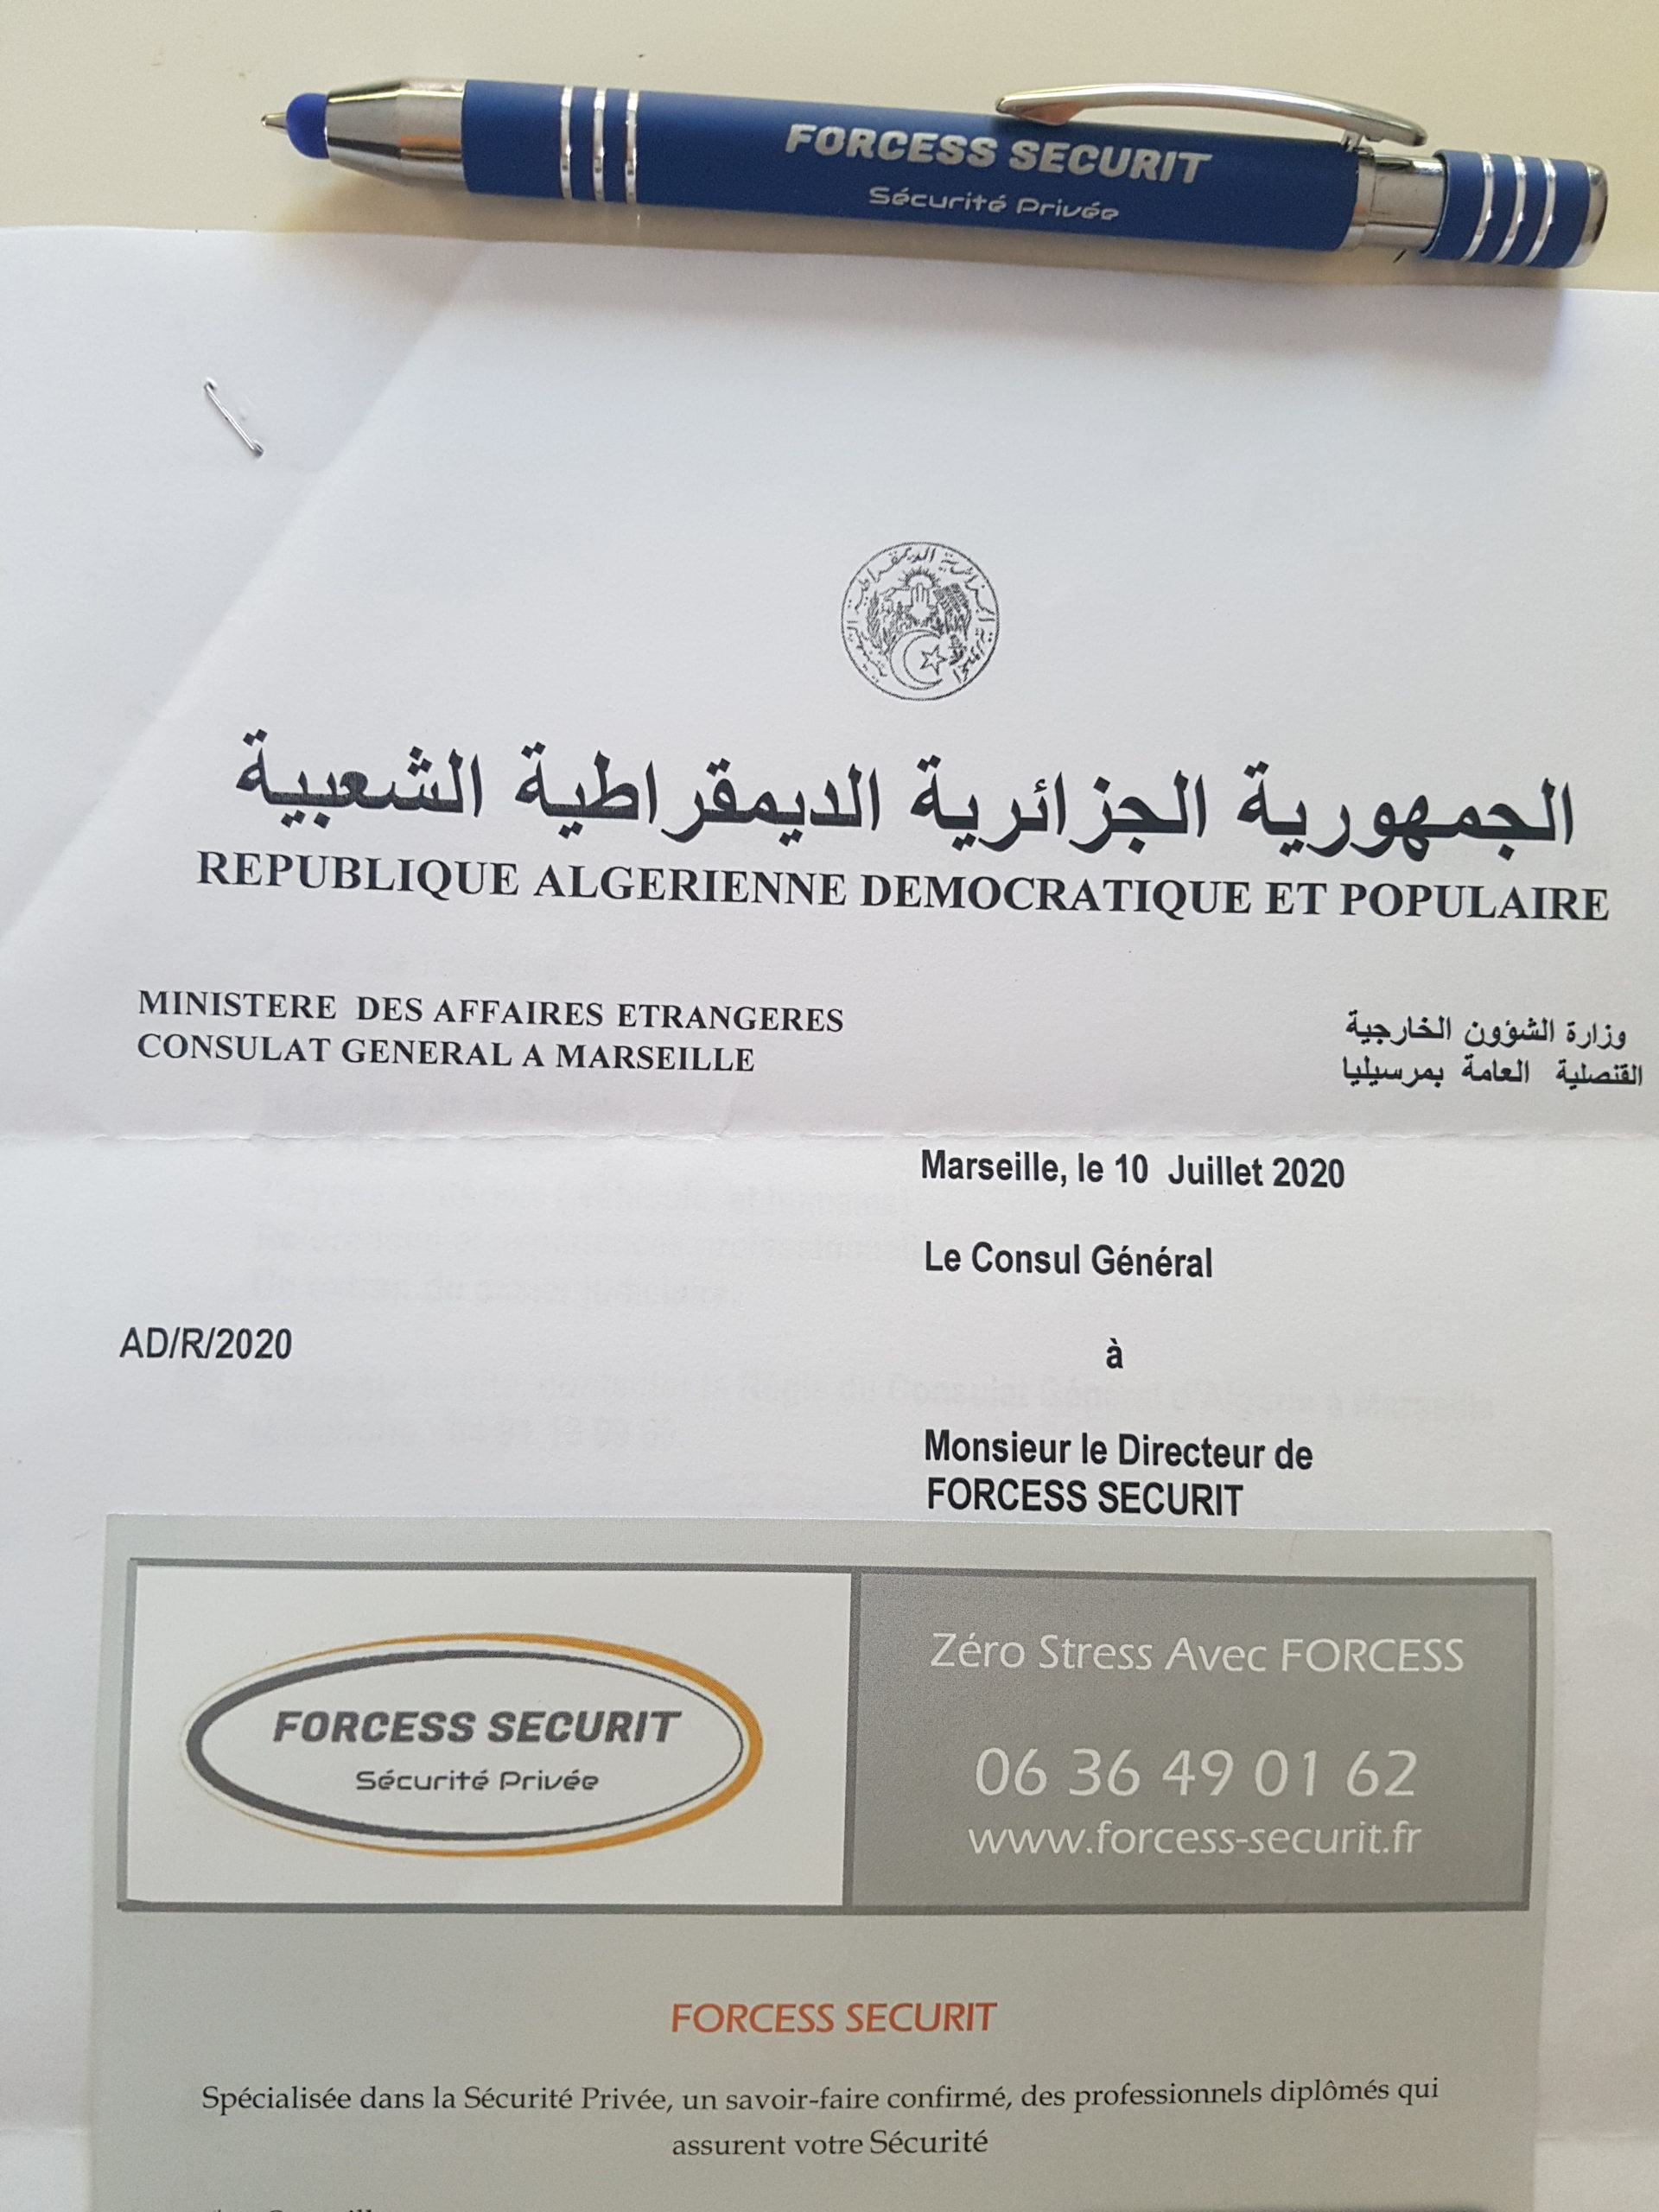 FORCESS SECURIT
Sécurité Privée
الجمهورية الجزائرية الديمقراطية الشعبية
REPUBLIQUE ALGERIENNE DEMOCRATIQUE ET POPULAIRE
MINISTERE DES AFFAIRES ETRANGERES
CONSULAT GENERAL A MARSEILLE
وزارة الشؤون الخارجية
القنصلية العامة بمرسيليا
Marseille, le 10 Juillet 2020
Le Consul Général
AD/R/2020
à
Monsieur le Directeur de
FORCESS SECURIT
FORCESS SECURIT
Sécurité Privée
Zéro Stress Avec FORCESS
06 36 49 01 62
www.forcess-securit.fr
FORCESS SECURIT
Spécialisée dans la Sécurité Privée, un savoir-faire confirmé, des professionnels diplômés qui
assurent votre Sécurité